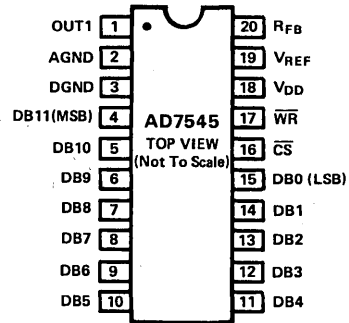 OUT1 1 20 RFB
AGND 2 19 VREF
DGND 3 18 VDD
DB11(MSB) 4 AD7545 17 W̅R̅
DB10 5 TOP VIEW 16 C̅S̅
(Not To Scale)
DB9 6 15 DB0 (LSB)
DB8 7 14 DB1
DB7 8 13 DB2
DB6 9 12 DB3
DB5 10 11 DB4